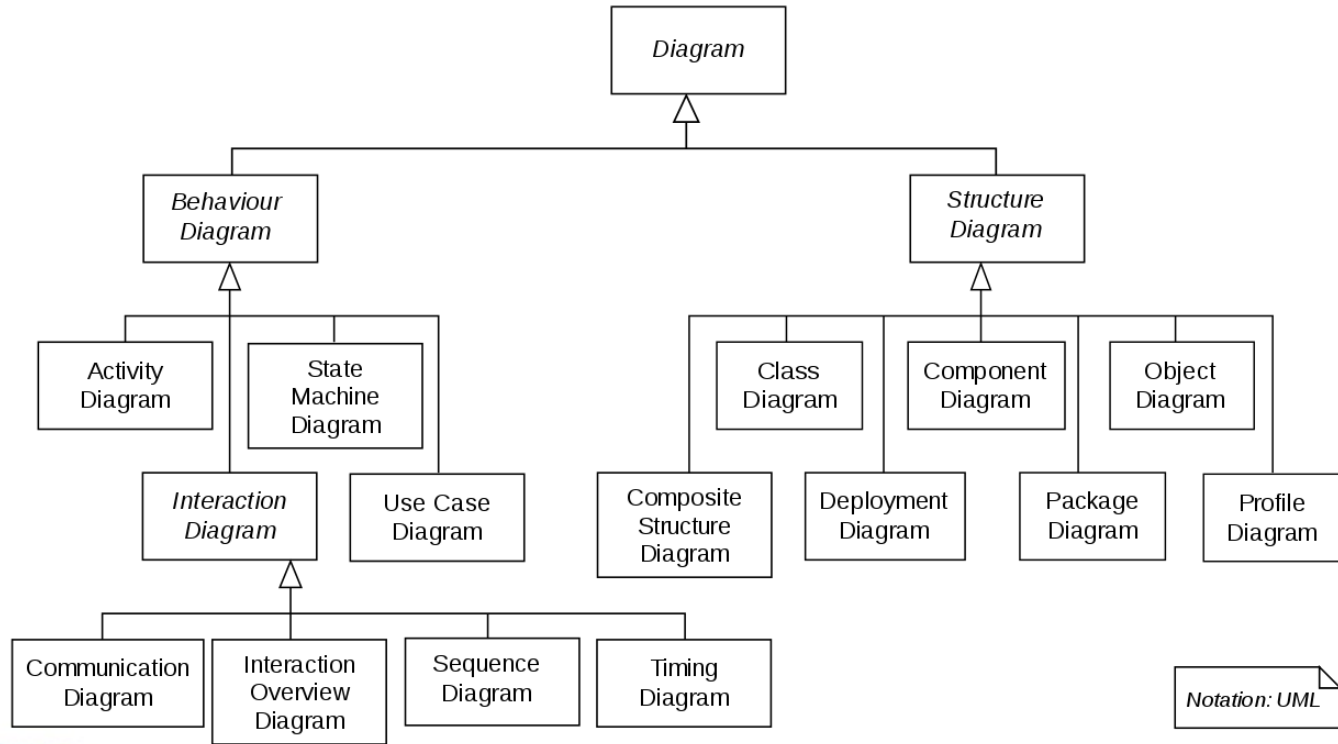 Diagram
Behaviour
Diagram
Structure
Diagram
Activity
Diagram
State
Machine
Diagram
Class
Diagram
Component
Diagram
Object
Diagram
Interaction
Diagram
Use Case
Diagram
Composite
Structure
Diagram
Deployment
Diagram
Package
Diagram
Profile
Diagram
Communication
Diagram
Interaction
Overview
Diagram
Sequence
Diagram
Timing
Diagram
Notation: UML